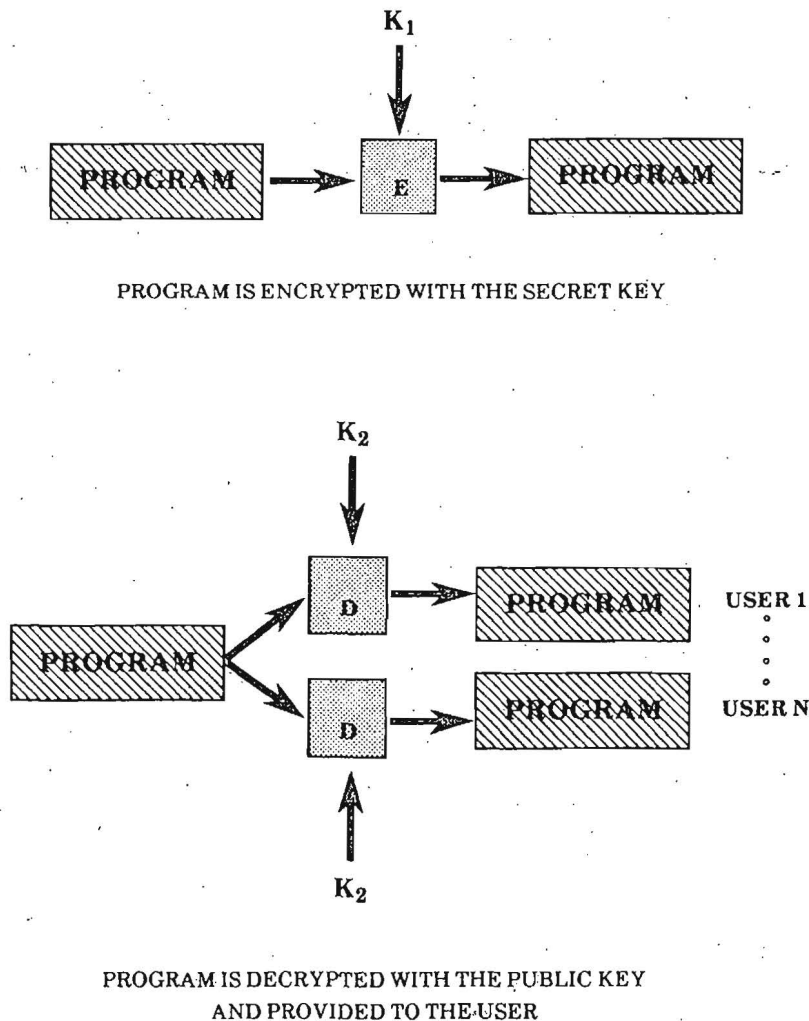 K₁
PROGRAM E PROGRAM
PROGRAM IS ENCRYPTED WITH THE SECRET KEY
K₂
D PROGRAM USER 1
PROGRAM
D PROGRAM USER N
K₂
PROGRAM IS DECRYPTED WITH THE PUBLIC KEY
AND PROVIDED TO THE USER